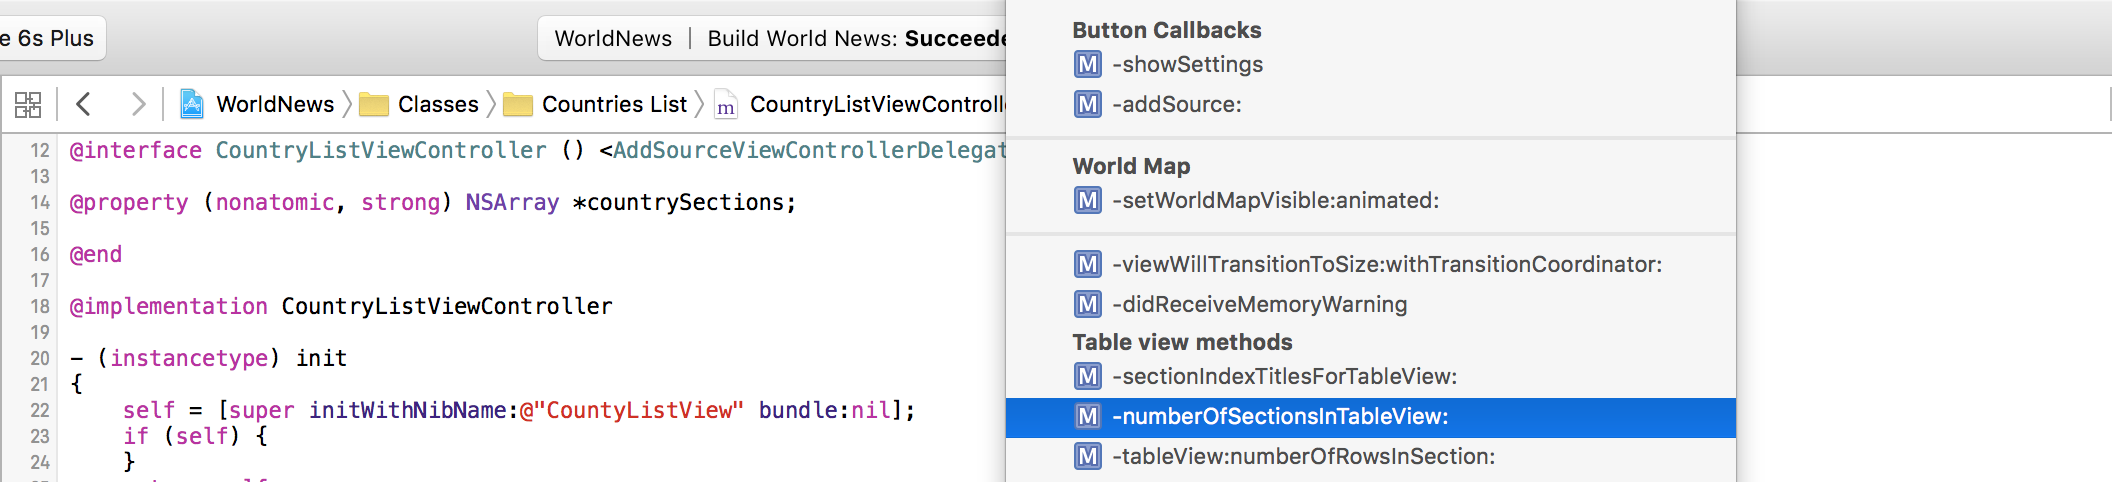 e 6s Plus
WorldNews | Build World News: Succeede
WorldNews Classes Countries List m CountryListViewControll
12 @interface CountryListViewController () <AddSourceViewControllerDelegat
13
14 @property (nonatomic, strong) NSArray *countrySections;
15
16 @end
17
18 @implementation CountryListViewController
19
20 - (instancetype) init
21 {
22 self = [super initWithNibName:@"CountyListView" bundle:nil];
23 if (self) {
24 }
Button Callbacks
M -showSettings
M -addSource:
World Map
M -setWorldMapVisible:animated:
M -viewWillTransitionToSize:withTransitionCoordinator:
M -didReceiveMemoryWarning
Table view methods
M -sectionIndexTitlesForTableView:
M -numberOfSectionsInTableView:
M -tableView:numberOfRowsInSection: